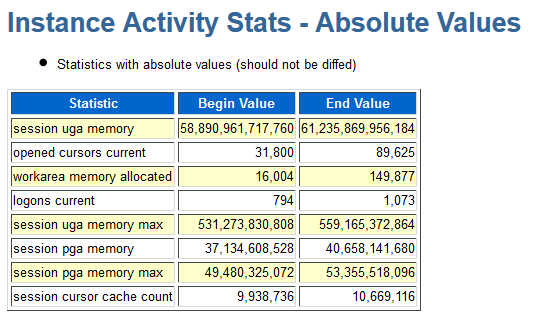 Instance Activity Stats - Absolute Values
Statistics with absolute values (should not be diffed)
Statistic Begin Value End Value
session uga memory 58,890,961,717,760 61,235,869,956,184
opened cursors current 31,800 89,625
workarea memory allocated 16,004 149,877
logons current 794 1,073
session uga memory max 531,273,830,808 559,165,372,864
session pga memory 37,134,608,528 40,658,141,680
session pga memory max 49,480,325,072 53,355,518,096
session cursor cache count 9,938,736 10,669,116